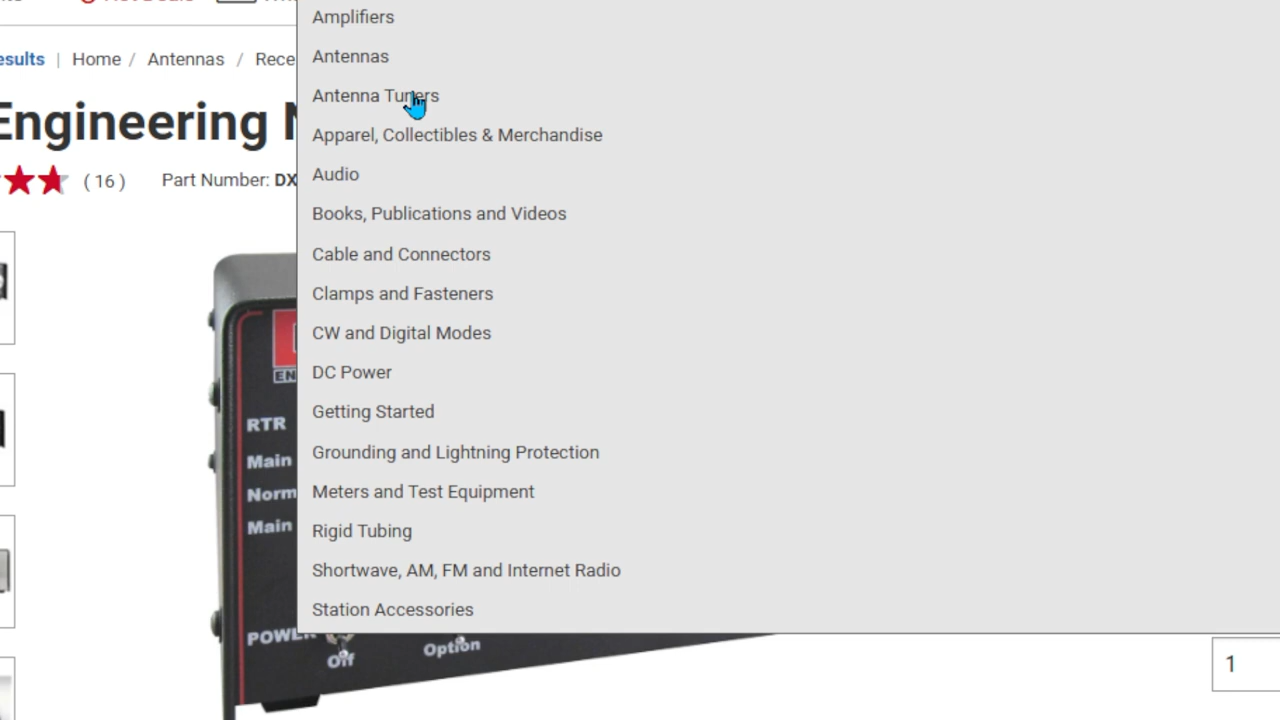 Amplifiers
esults | Home / Antennas / Rece
Antennas
Antenna Tuners
Engineering
Apparel, Collectibles & Merchandise
( 16 ) Part Number: DX
Audio
Books, Publications and Videos
Cable and Connectors
Clamps and Fasteners
CW and Digital Modes
DC Power
Getting Started
Grounding and Lightning Protection
Meters and Test Equipment
Rigid Tubing
Shortwave, AM, FM and Internet Radio
Station Accessories
EN
RTR
Main
Norm
Main
POWER
Off
Option
1